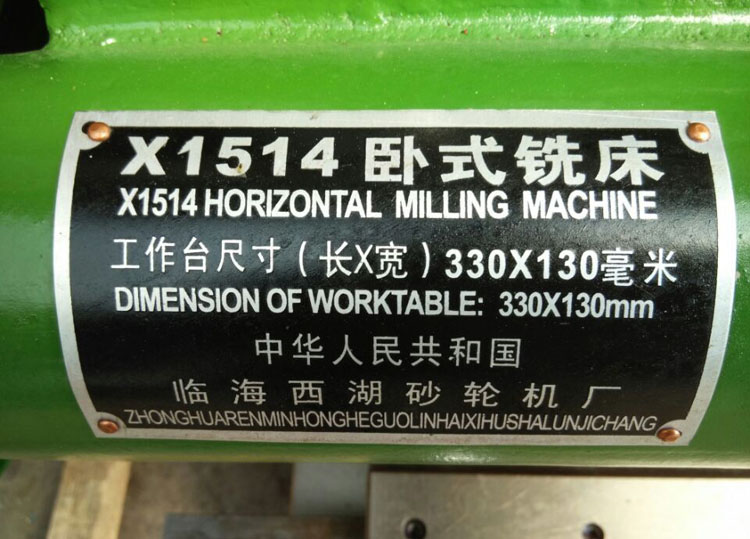 X1514 卧式铣床
X1514 HORIZONTAL MILLING MACHINE
工作台尺寸（长X宽）330X130毫米
DIMENSION OF WORKTABLE: 330X130mm
中华人民共和国
临海西湖砂轮机厂
ZHONGHUARENMINHONGHEGUOLINHAIXIHUSHALUNJICHANG